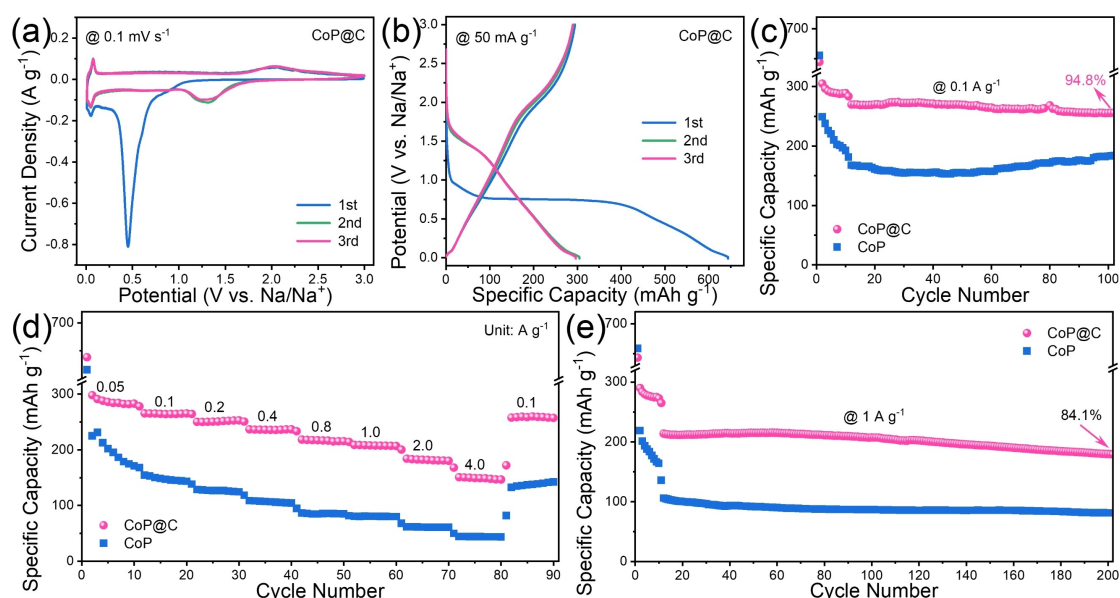 (a)
@ 0.1 mV s⁻¹
CoP@C
Current Density (A g⁻¹)
0.2
0.0
-0.2
-0.4
-0.6
-0.8
1st
2nd
3rd
0.0 0.5 1.0 1.5 2.0 2.5 3.0
Potential (V vs. Na/Na⁺)
(b)
@ 50 mA g⁻¹
CoP@C
Potential (V vs. Na/Na⁺)
3.0
2.5
2.0
1.5
1.0
0.5
0.0
1st
2nd
3rd
0 100 200 300 400 500 600 700
Specific Capacity (mAh g⁻¹)
(c)
Specific Capacity (mAh g⁻¹)
700
300
200
100
0
@ 0.1 A g⁻¹
94.8%
CoP@C
CoP
0 20 40 60 80 100
Cycle Number
(d)
Unit: A g⁻¹
Specific Capacity (mAh g⁻¹)
700
300
200
100
0
0.05
0.1
0.2
0.4
0.8
1.0
2.0
4.0
0.1
CoP@C
CoP
0 10 20 30 40 50 60 70 80 90
Cycle Number
(e)
Specific Capacity (mAh g⁻¹)
700
300
200
100
0
CoP@C
CoP
@ 1 A g⁻¹
84.1%
0 20 40 60 80 100 120 140 160 180 200
Cycle Number